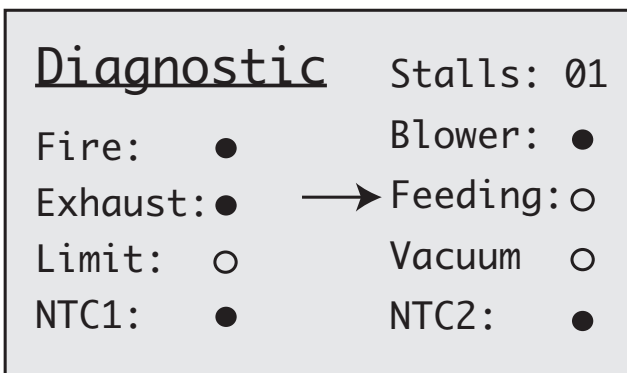 Diagnostic
Fire: ●
Exhaust: ●
Limit: ○
NTC1: ●
Stalls: 01
Blower: ●
→ Feeding: ○
Vacuum ○
NTC2: ●